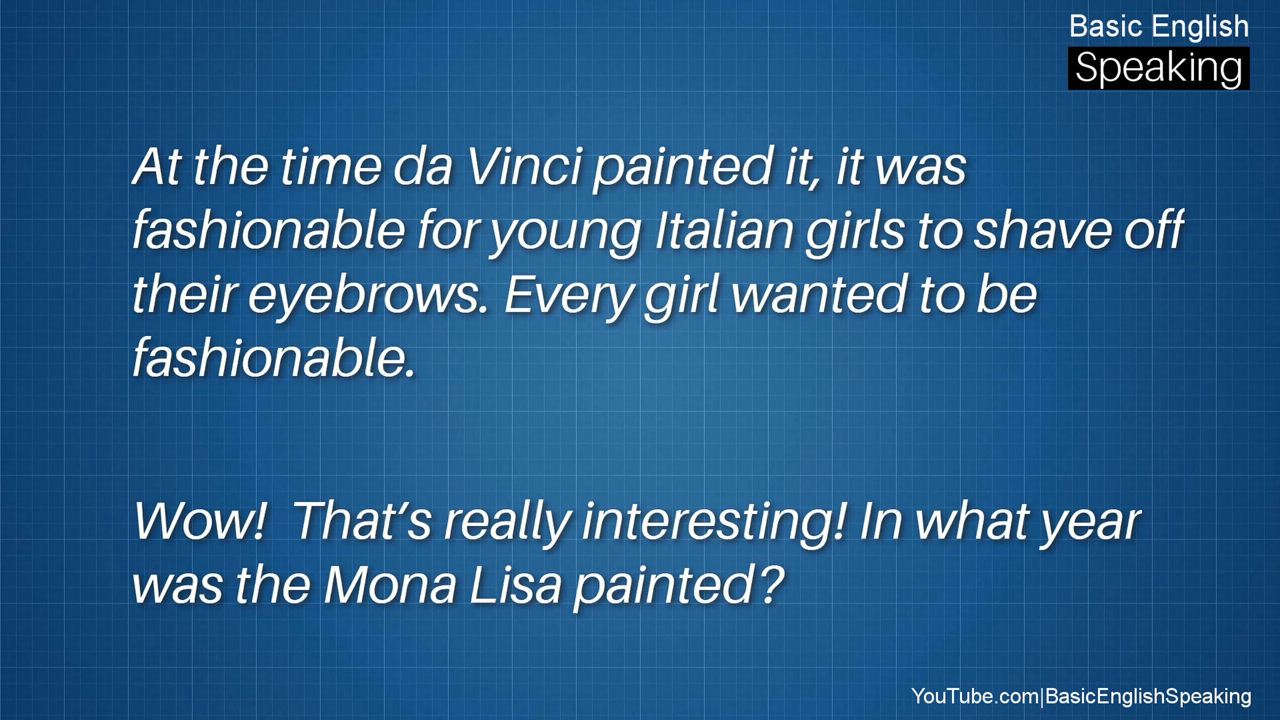 Basic English
Speaking
At the time da Vinci painted it, it was
fashionable for young Italian girls to shave off
their eyebrows. Every girl wanted to be
fashionable.
Wow!  That’s really interesting! In what year
was the Mona Lisa painted?
YouTube.com|BasicEnglishSpeaking